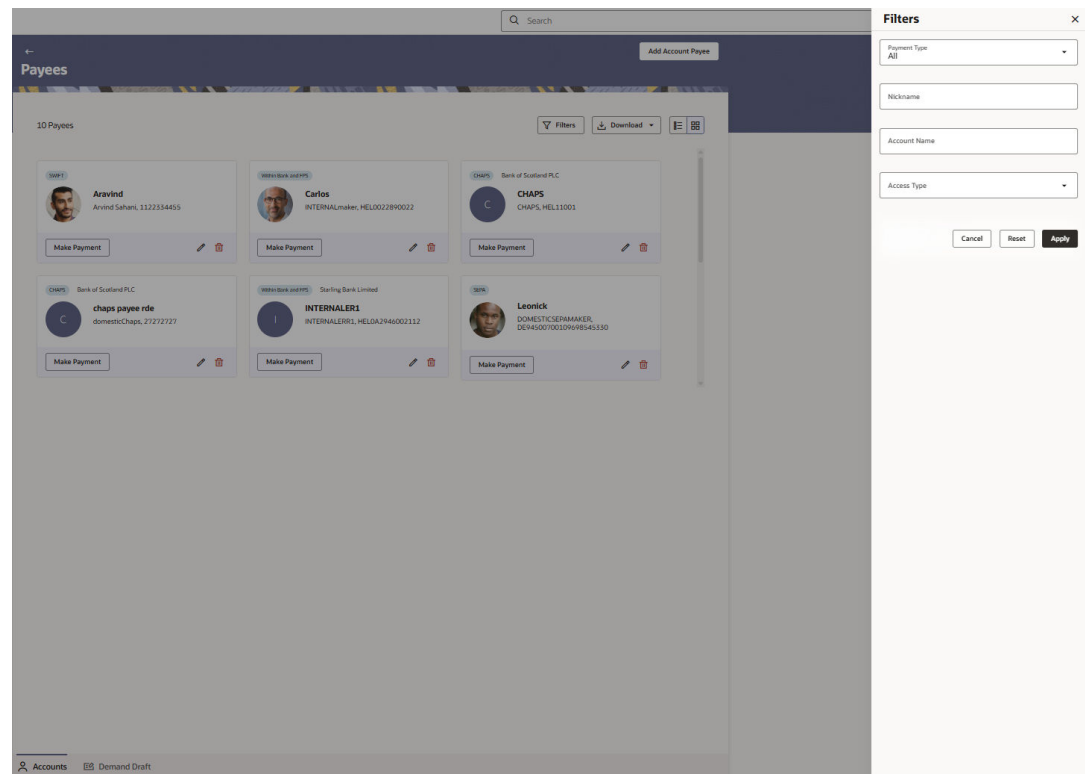 Search
Filters
Add Account Payee
Payees
Payment Type
All
Nickname
Account Name
Access Type
Cancel
Reset
Apply
10 Payees
Filters
Download
SWIFT
Aravind
Arvind Sahani, 1122334455
Make Payment
Within Bank and FPS
Carlos
INTERNALmaker, HEL0022890022
Make Payment
CHAPS Bank of Scotland PLC
C
CHAPS
CHAPS, HEL11001
Make Payment
CHAPS Bank of Scotland PLC
C
chaps payee rde
domesticChaps, 27272727
Make Payment
Within Bank and FPS Starling Bank Limited
I
INTERNALER1
INTERNALERR1, HEL0A2946002112
Make Payment
SEPA
Leonick
DOMESTICSEPAMAKER,
DE94500700109698545330
Make Payment
Accounts
Demand Draft